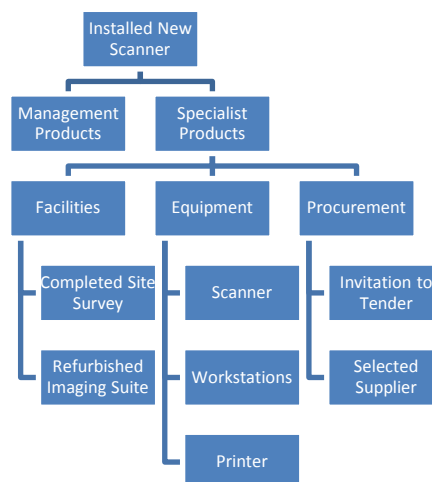 Installed New
Scanner
Management
Products
Specialist
Products
Facilities
Equipment
Procurement
Completed Site
Survey
Scanner
Invitation to
Tender
Refurbished
Imaging Suite
Workstations
Selected
Supplier
Printer